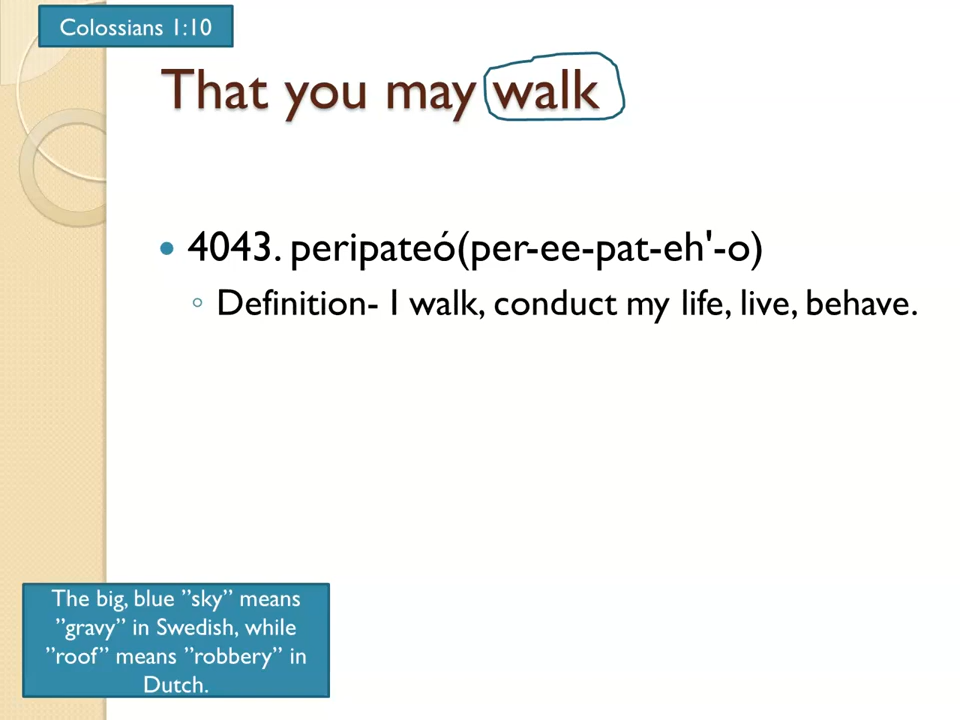 Colossians 1:10
That you may walk
• 4043. peripateó(per-ee-pat-eh'-o)
◦ Definition- I walk, conduct my life, live, behave.
The big, blue ”sky” means
”gravy” in Swedish, while
”roof” means ”robbery” in
Dutch.